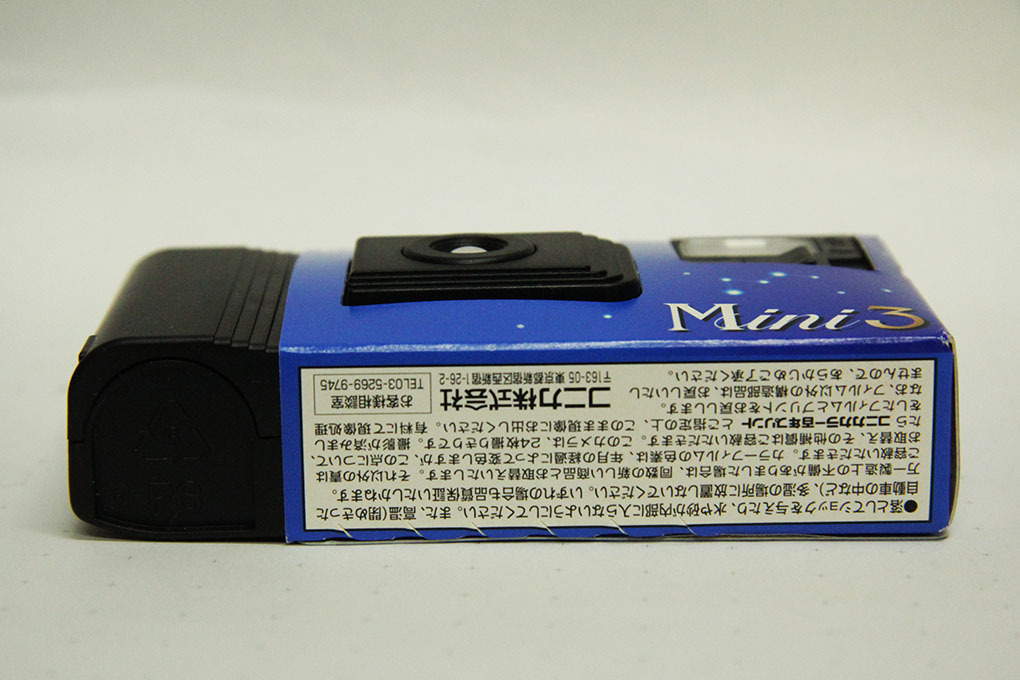 Mini 3
●落としてショックを与えたり、水や砂が内部に入らないようにしてください。また、高温(閉めきった
自動車の中など)、多湿の場所に放置しないでください。いずれの場合も品質保証いたしかねます。
万一製造上の不備がありました場合は、同数の新しい商品とお取替えいたします。それ以外の責はご
容赦いただきます。カラーフィルムの色素は、年月の経過によって変色しますが、この点について、
お取替え、その他補償はご容赦いただきます。このカメラは、24枚撮りきりです。撮影が済みまし
たら コニカカラー百年プリント とご指定の上、このまま現像にお出しください。有料にて、現像処理
をしたフィルムとプリントをお戻しします。
なお、フィルム以外の構造部品は、お戻しいたし
ませんので、あらかじめご了承ください。
コニカ株式会社
〒163-05 東京都新宿区西新宿1-26-2
お客様相談室
TEL03-5269-9745